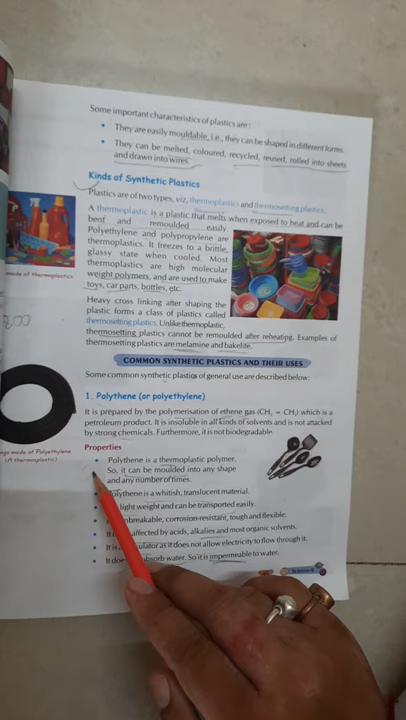 Some important characteristics of plastics are :
• They are easily mouldable, i.e., they can be shaped in different forms.
• They can be melted, coloured, recycled, reused, rolled into sheets
and drawn into wires.
Kinds of Synthetic Plastics
Plastics are of two types, viz, thermoplastics and thermosetting plastics.
A thermoplastic is a plastic that melts when exposed to heat and can be
bent and remoulded easily.
Polyethylene and polypropylene are
thermoplastics. It freezes to a brittle,
glassy state when cooled. Most
thermoplastics are high molecular
weight polymers, and are used to make
toys, car parts, bottles, etc.
made of thermoplastics
Heavy cross linking after shaping the
plastic forms a class of plastics called
thermosetting plastics. Unlike thermoplastic,
thermosetting plastics cannot be remoulded after reheating. Examples of
thermosetting plastics are melamine and bakelite.
COMMON SYNTHETIC PLASTICS AND THEIR USES
Some common synthetic plastics of general use are described below:
1. Polythene (or polyethylene)
It is prepared by the polymerisation of ethene gas (CH₂ = CH₂) which is a
petroleum product. It is insoluble in all kinds of solvents and is not attacked
by strong chemicals. Furthermore, it is not biodegradable.
made of Polyethylene
(A thermoplastic)
Properties
• Polythene is a thermoplastic polymer.
So, it can be moulded into any shape
and any number of times.
• Polythene is a whitish, translucent material.
light weight and can be transported easily.
unbreakable, corrosion-resistant, tough and flexible.
affected by acids, alkalies and most organic solvents.
• It is as it does not allow electricity to flow through it.
• It does absorb water. So it is impermeable to water.